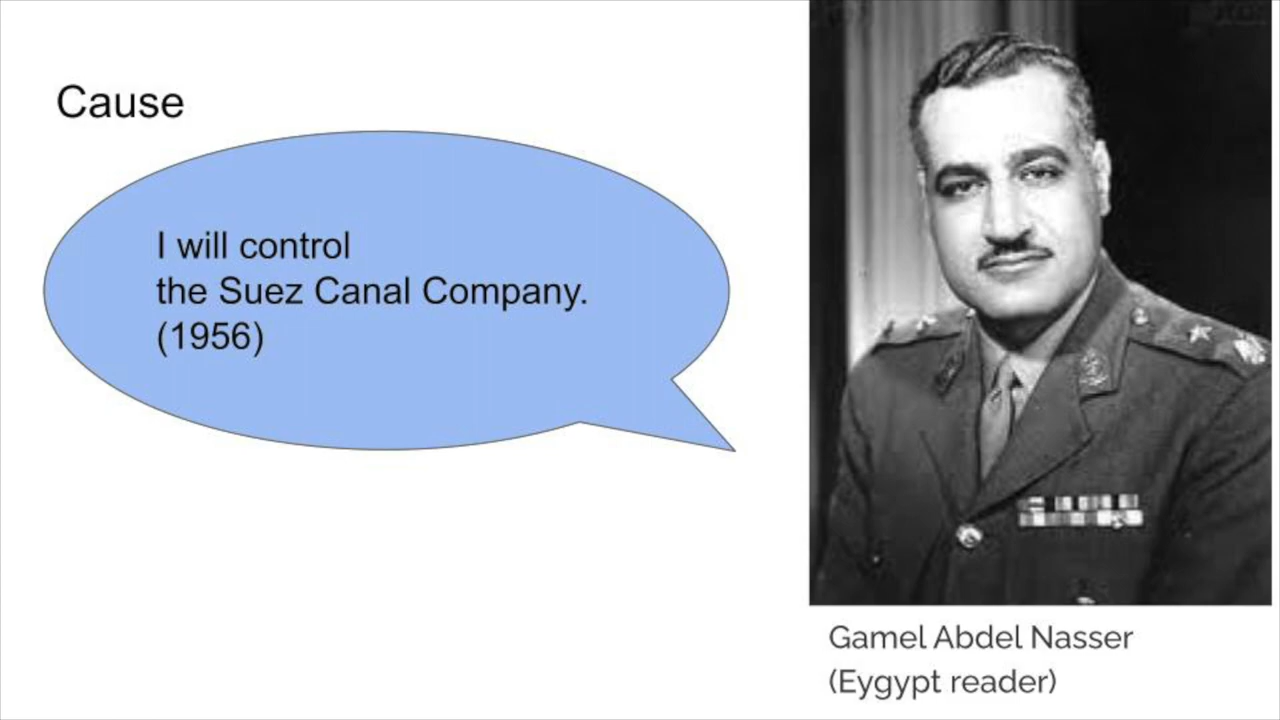 Cause
I will control
the Suez Canal Company.
(1956)
Gamel Abdel Nasser
(Eygypt reader)